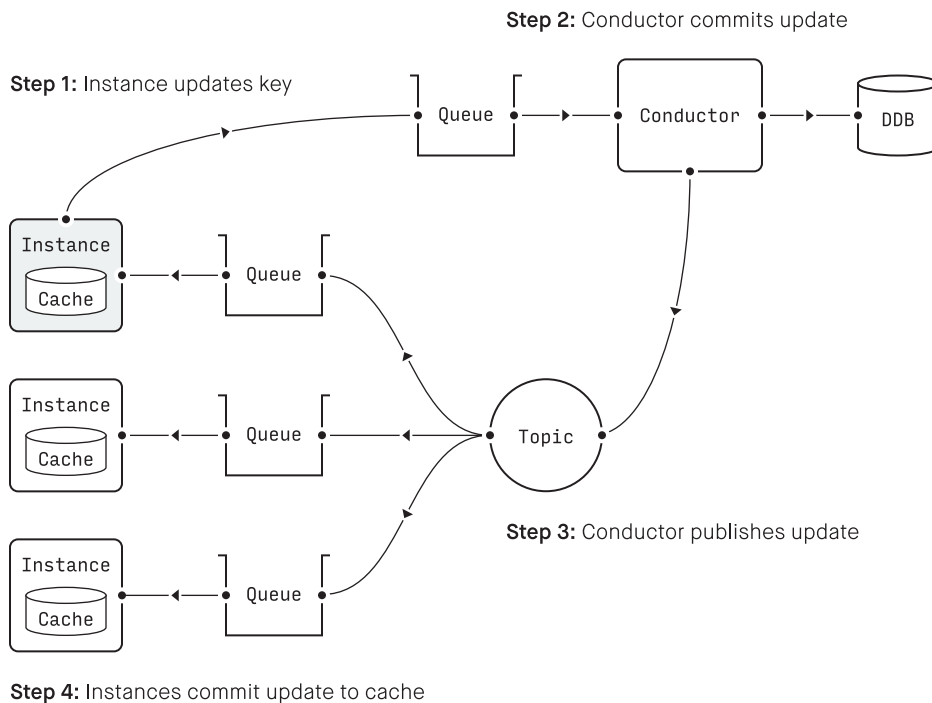 Step 2: Conductor commits update
Step 1: Instance updates key
Queue
Conductor
DDB
Instance
Cache
Queue
Instance
Cache
Queue
Topic
Step 3: Conductor publishes update
Instance
Cache
Queue
Step 4: Instances commit update to cache